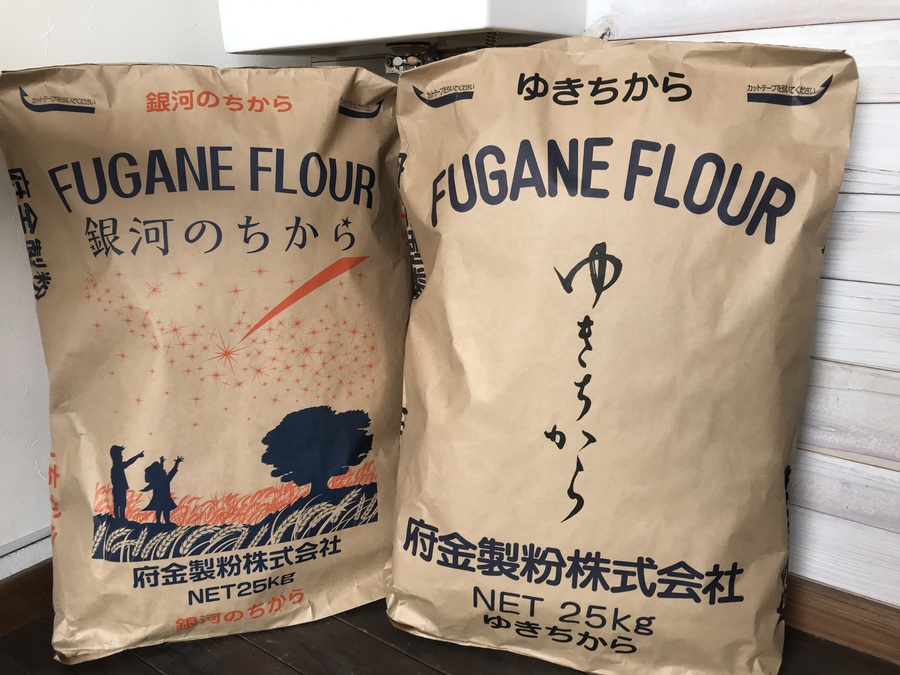 カットテープを引いてください
銀河のちから
FUGANE FLOUR
銀河のちから
府金製粉株式会社
NET25kg
銀河のちから
府金製粉
カットテープを引いてください
ゆきちから
カットテープを引いてください
FUGANE FLOUR
ゆきちから
府金製粉株式会社
NET 25kg
ゆきちから